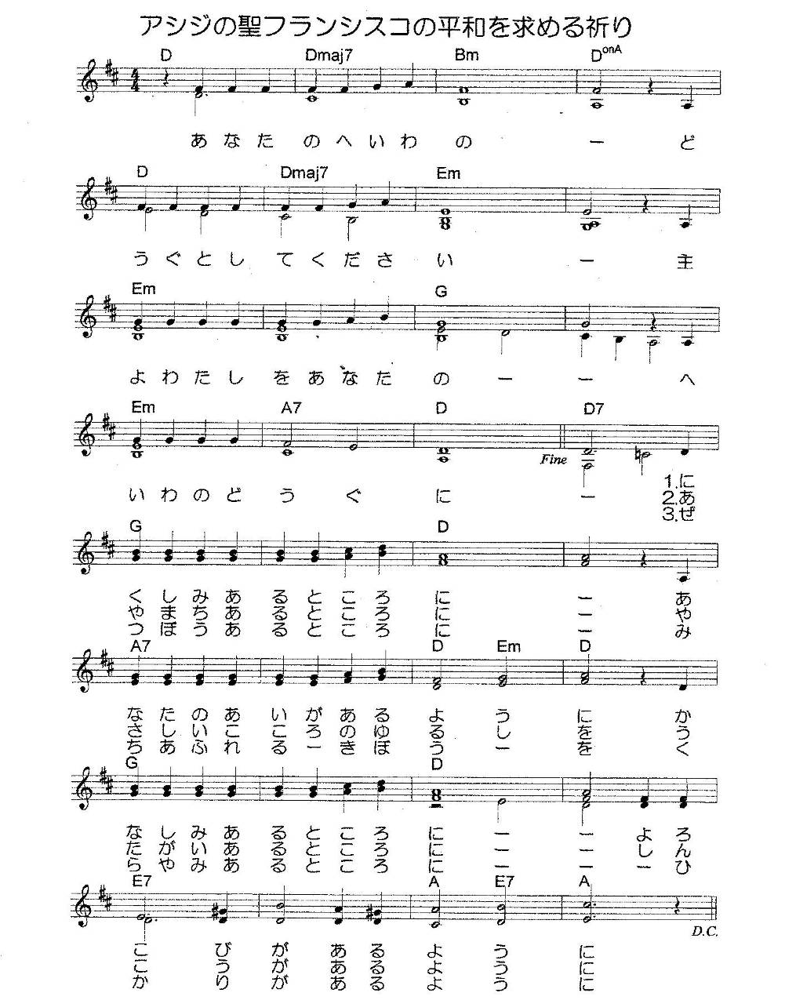 アシジの聖フランシスコの平和を求める祈り
D Dmaj7 Bm DonA
あなたのへいわのーど
D Dmaj7 Em
うぐとしてくださいー主
Em G
よわたしをあなたのーーへ
Em A7 D D7
Fine
いわのどうぐにー
1.に
2.あ
3.ぜ
G D
くしみあるところにーあ
やまちあるところにーや
つぼうあるところにーみ
A7 D Em D
なたのあいがあるようにか
さしいこころのゆるしをう
ちあふれるーきぼうーをく
G D
なしみあるところにーーよろ
たがいあるところにーーしん
らやみあるところにーーーひ
E7 A E7 A
D.C.
こびがあるように
こうがあるように
かりがあるように